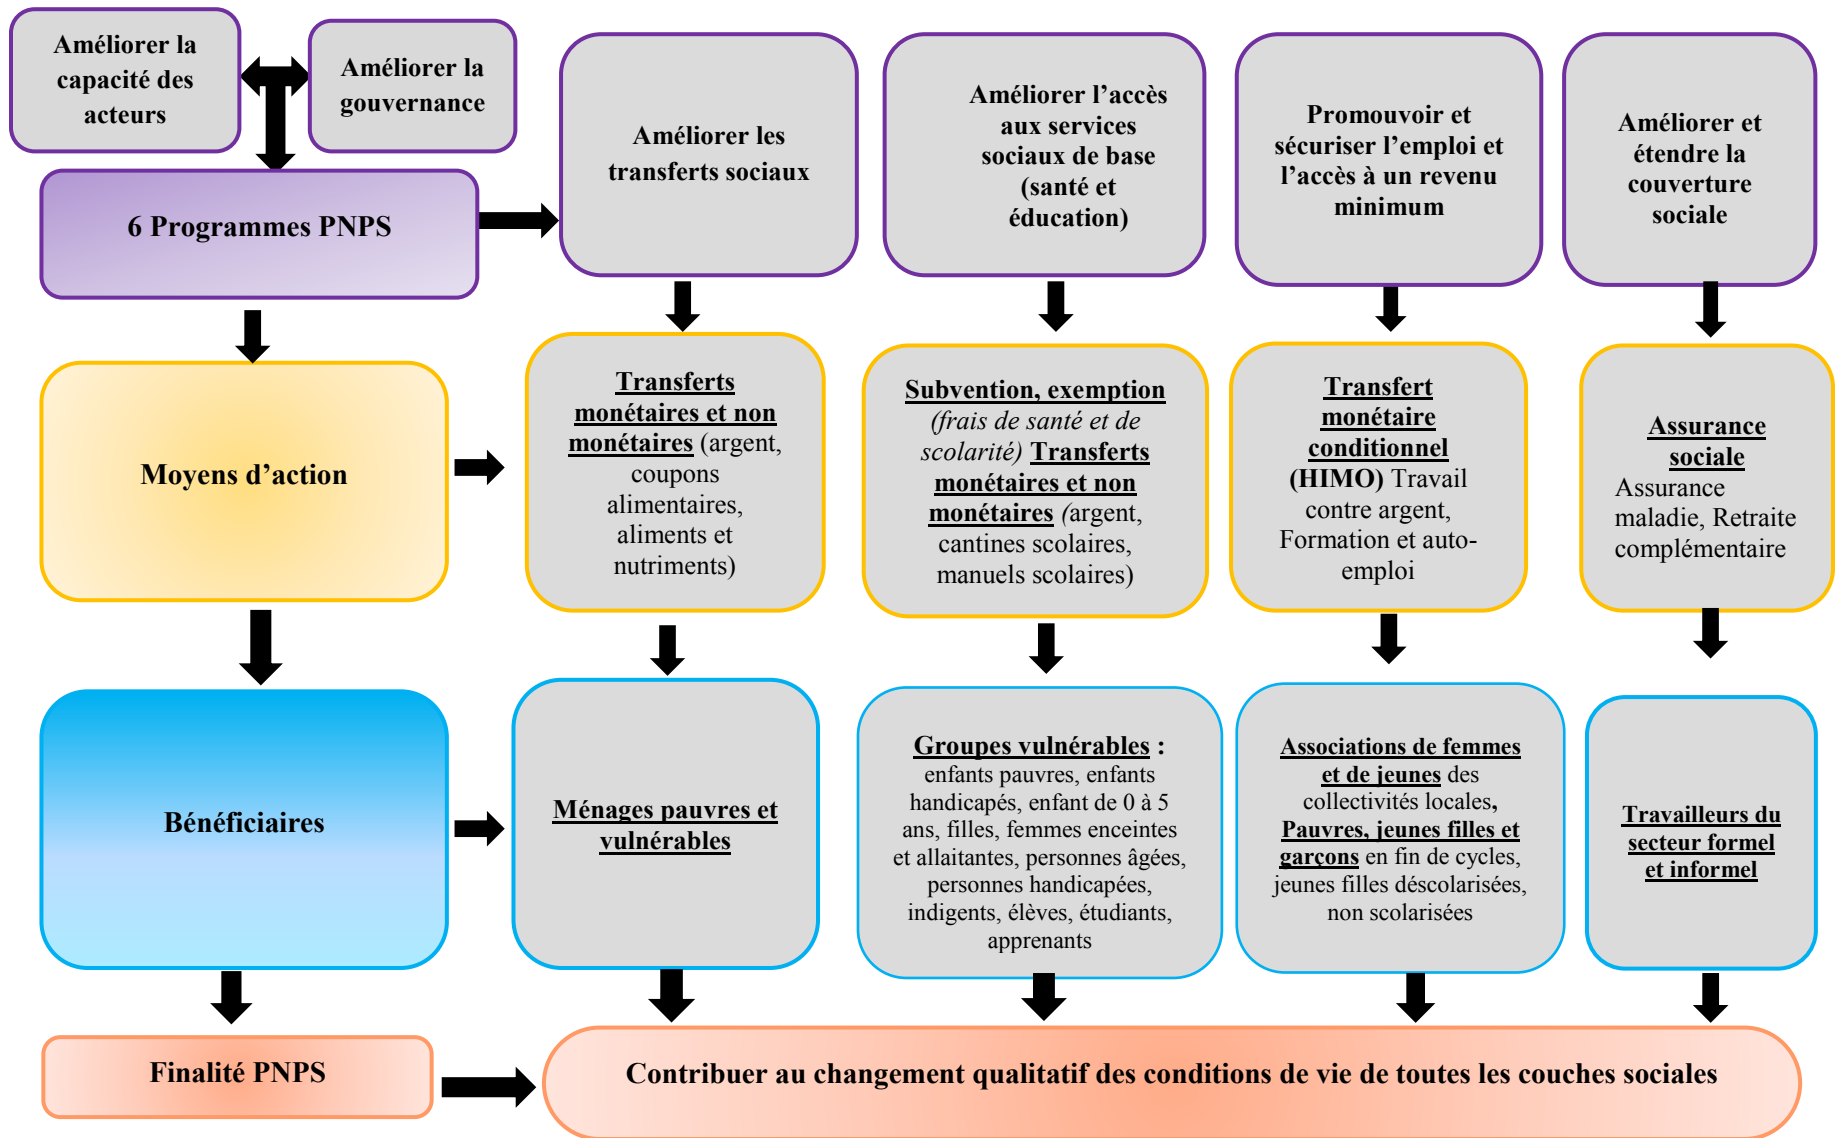 Améliorer la
capacité des
acteurs
Améliorer la
gouvernance
6 Programmes PNPS
Améliorer les
transferts sociaux
Améliorer l’accès
aux services
sociaux de base
(santé et
éducation)
Promouvoir et
sécuriser l’emploi et
l’accès à un revenu
minimum
Améliorer et
étendre la
couverture
sociale
Moyens d’action
Transferts
monétaires et non
monétaires (argent,
coupons
alimentaires,
aliments et
nutriments)
Subvention, exemption
(frais de santé et de
scolarité) Transferts
monétaires et non
monétaires (argent,
cantines scolaires,
manuels scolaires)
Transfert
monétaire
conditionnel
(HIMO) Travail
contre argent,
Formation et auto-
emploi
Assurance
sociale
Assurance
maladie, Retraite
complémentaire
Bénéficiaires
Ménages pauvres et
vulnérables
Groupes vulnérables :
enfants pauvres, enfants
handicapés, enfant de 0 à 5
ans, filles, femmes enceintes
et allaitantes, personnes âgées,
personnes handicapées,
indigents, élèves, étudiants,
apprenants
Associations de femmes
et de jeunes des
collectivités locales,
Pauvres, jeunes filles et
garçons en fin de cycles,
jeunes filles déscolarisées,
non scolarisées
Travailleurs du
secteur formel
et informel
Finalité PNPS
Contribuer au changement qualitatif des conditions de vie de toutes les couches sociales